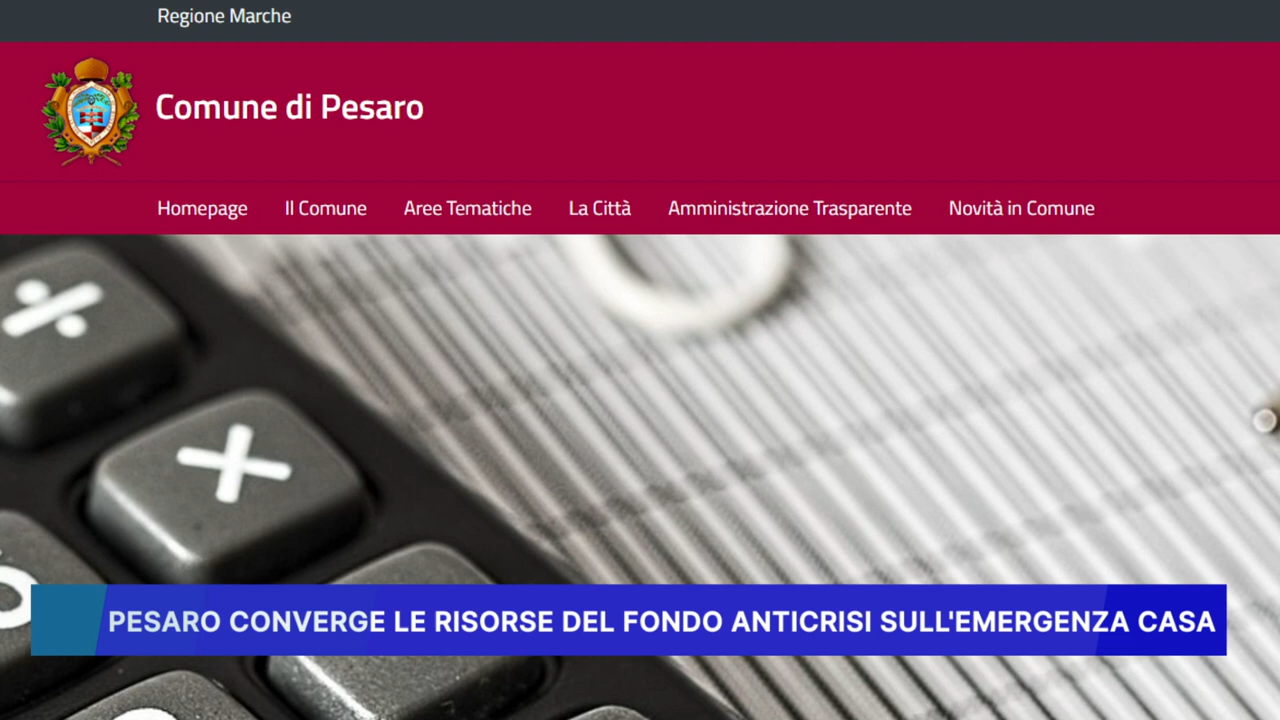 Regione Marche
Comune di Pesaro
Homepage Il Comune Aree Tematiche La Città Amministrazione Trasparente Novità in Comune
PESARO CONVERGE LE RISORSE DEL FONDO ANTICRISI SULL'EMERGENZA CASA